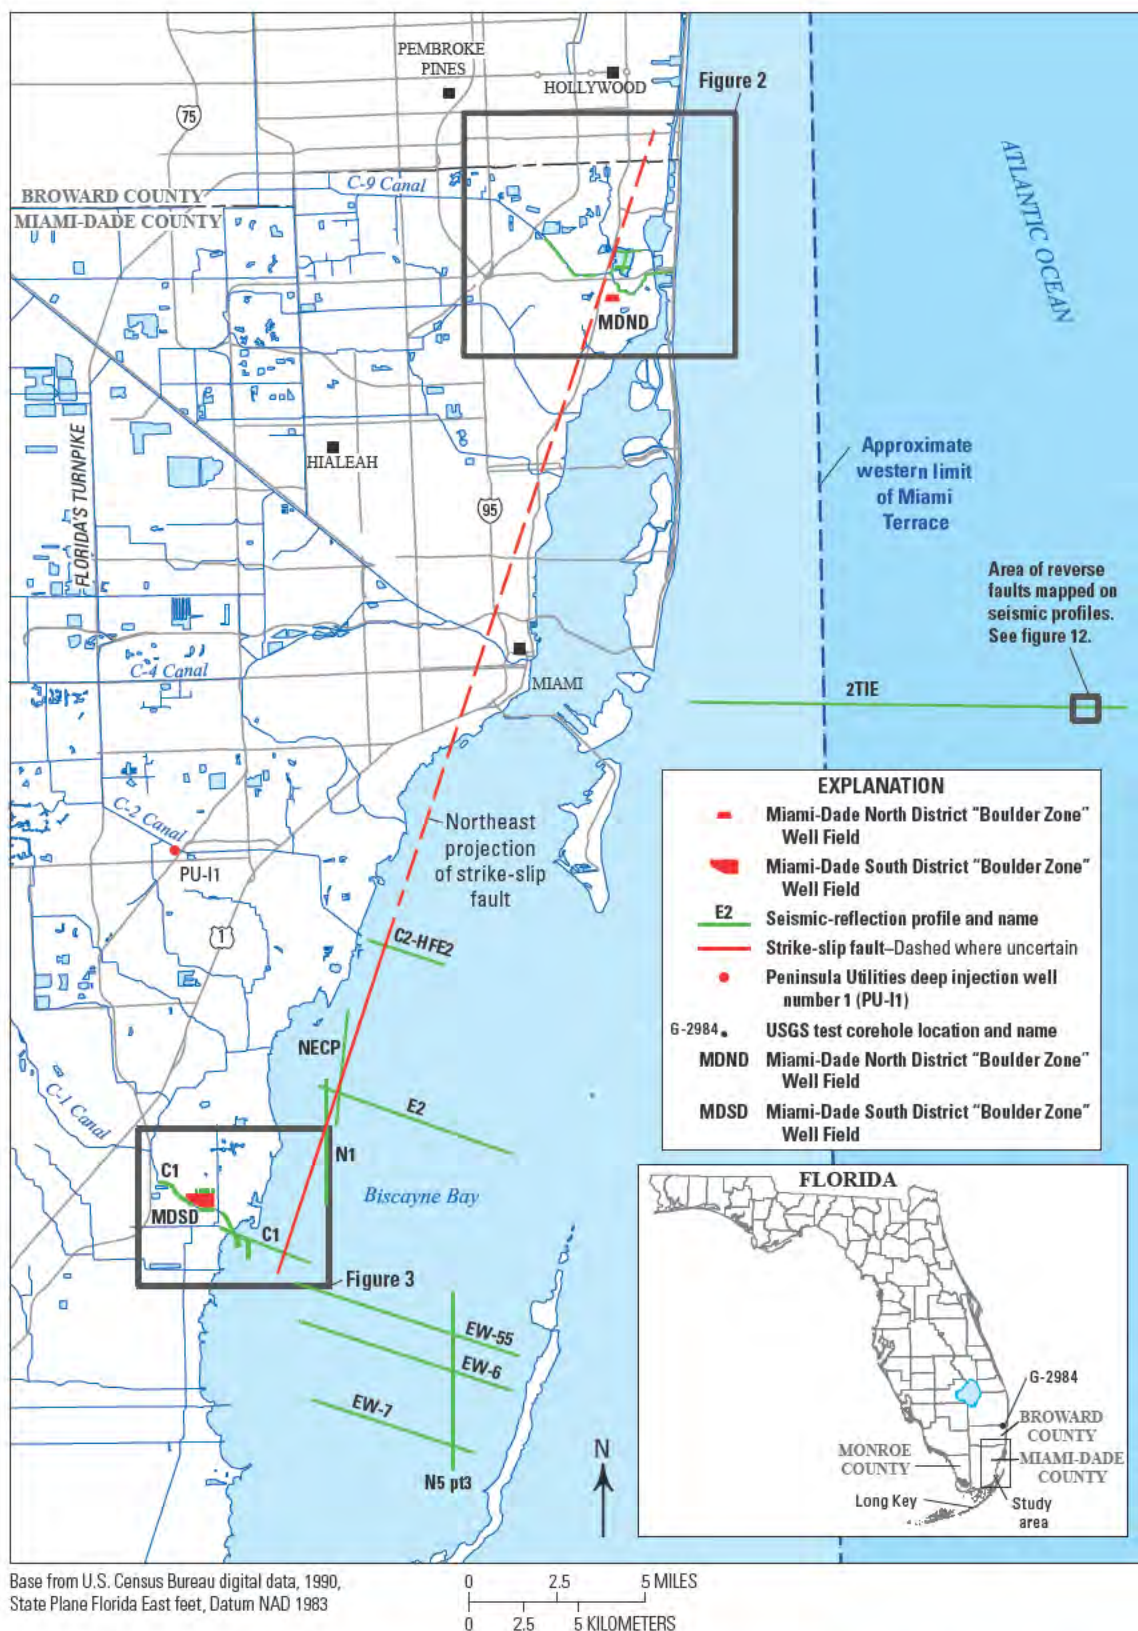 PEMBROKE
PINES
HOLLYWOOD
Figure 2
75
C-9 Canal
BROWARD COUNTY
MIAMI-DADE COUNTY
ATLANTIC OCEAN
MDND
FLORIDA'S TURNPIKE
HIALEAH
95
Approximate
western limit
of Miami
Terrace
Area of reverse
faults mapped on
seismic profiles.
See figure 12.
C-4 Canal
MIAMI
2TIE
C-2 Canal
PU-I1
Northeast
projection
of strike-slip
fault
1
C2-HFE2
NECP
E2
C-1 Canal
N1
C1
MDSD
Biscayne Bay
C1
Figure 3
EW-55
EW-6
EW-7
N5 pt3
N
EXPLANATION
Miami-Dade North District “Boulder Zone”
Well Field
Miami-Dade South District “Boulder Zone”
Well Field
E2 Seismic-reflection profile and name
Strike-slip fault–Dashed where uncertain
Peninsula Utilities deep injection well
number 1 (PU-I1)
G-2984 USGS test corehole location and name
MDND Miami-Dade North District “Boulder Zone”
Well Field
MDSD Miami-Dade South District “Boulder Zone”
Well Field
FLORIDA
G-2984
BROWARD
COUNTY
MONROE
COUNTY
MIAMI-DADE
COUNTY
Long Key
Study
area
Base from U.S. Census Bureau digital data, 1990,
State Plane Florida East feet, Datum NAD 1983
0 2.5 5 MILES
0 2.5 5 KILOMETERS